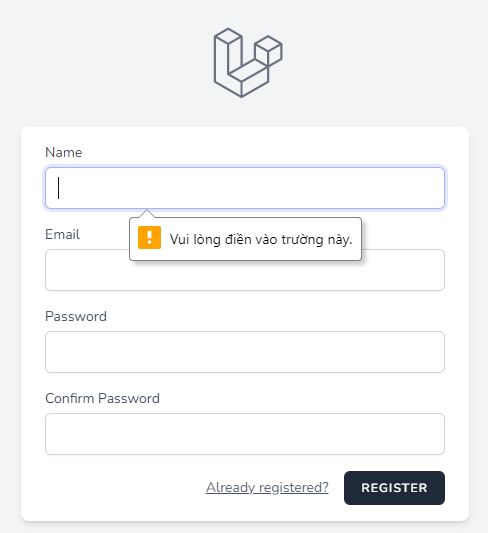 Name
Vui lòng điền vào trường này.
Email
Password
Confirm Password
Already registered?
REGISTER